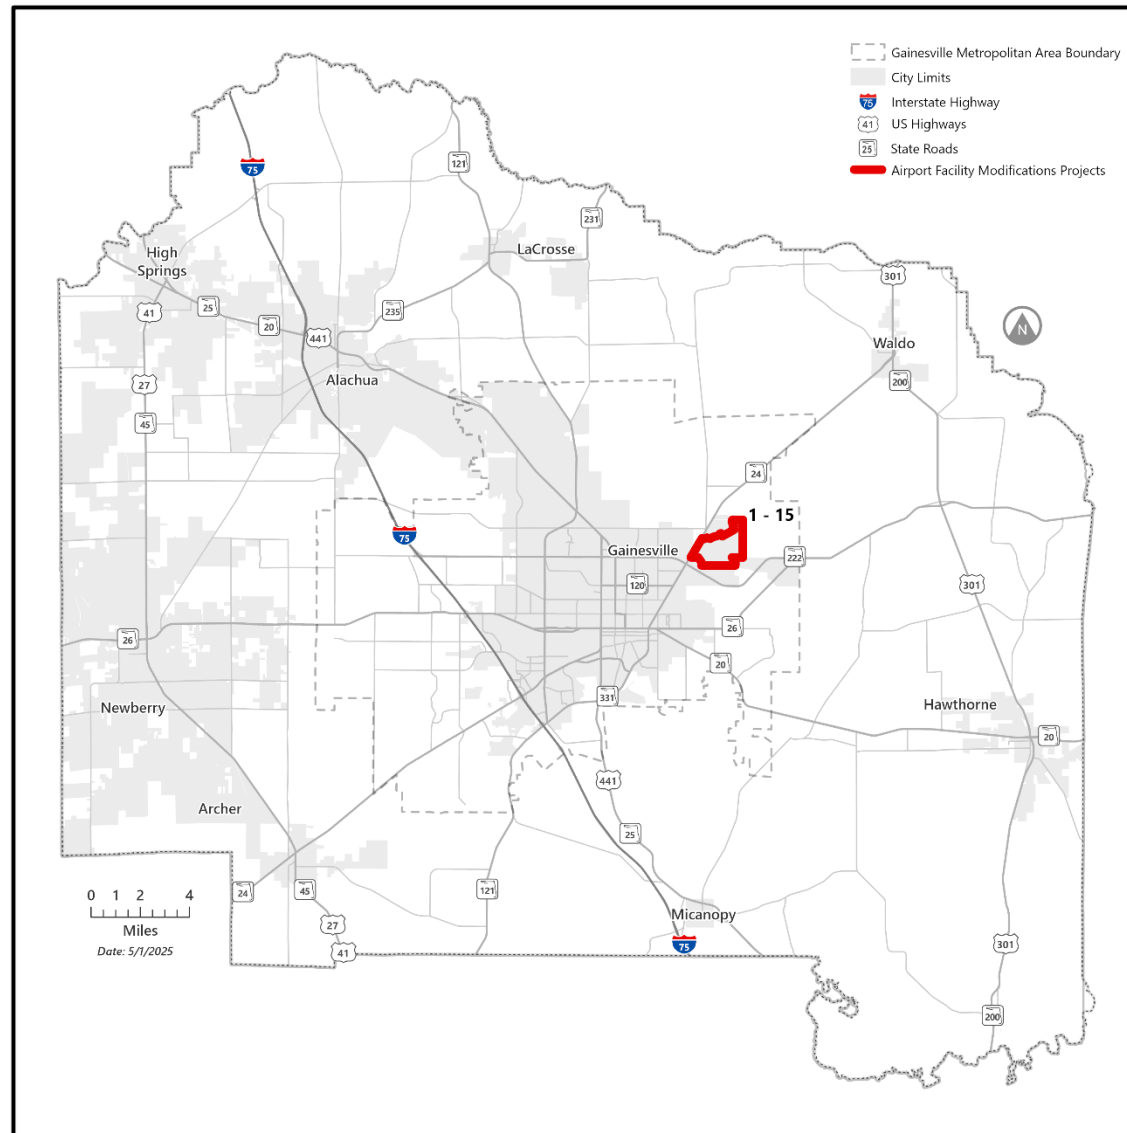 Gainesville Metropolitan Area Boundary
City Limits
75 Interstate Highway
41 US Highways
25 State Roads
Airport Facility Modifications Projects
75
121
231
LaCrosse
High
Springs
301
41
25
20
441
235
N
Waldo
Alachua
27
200
45
24
1 - 15
75
Gainesville
222
120
301
26
26
20
331
Newberry
Hawthorne
20
441
Archer
25
0 1 2 4
Miles
Date: 5/1/2025
24
45
121
27
41
Micanopy
75
301
200